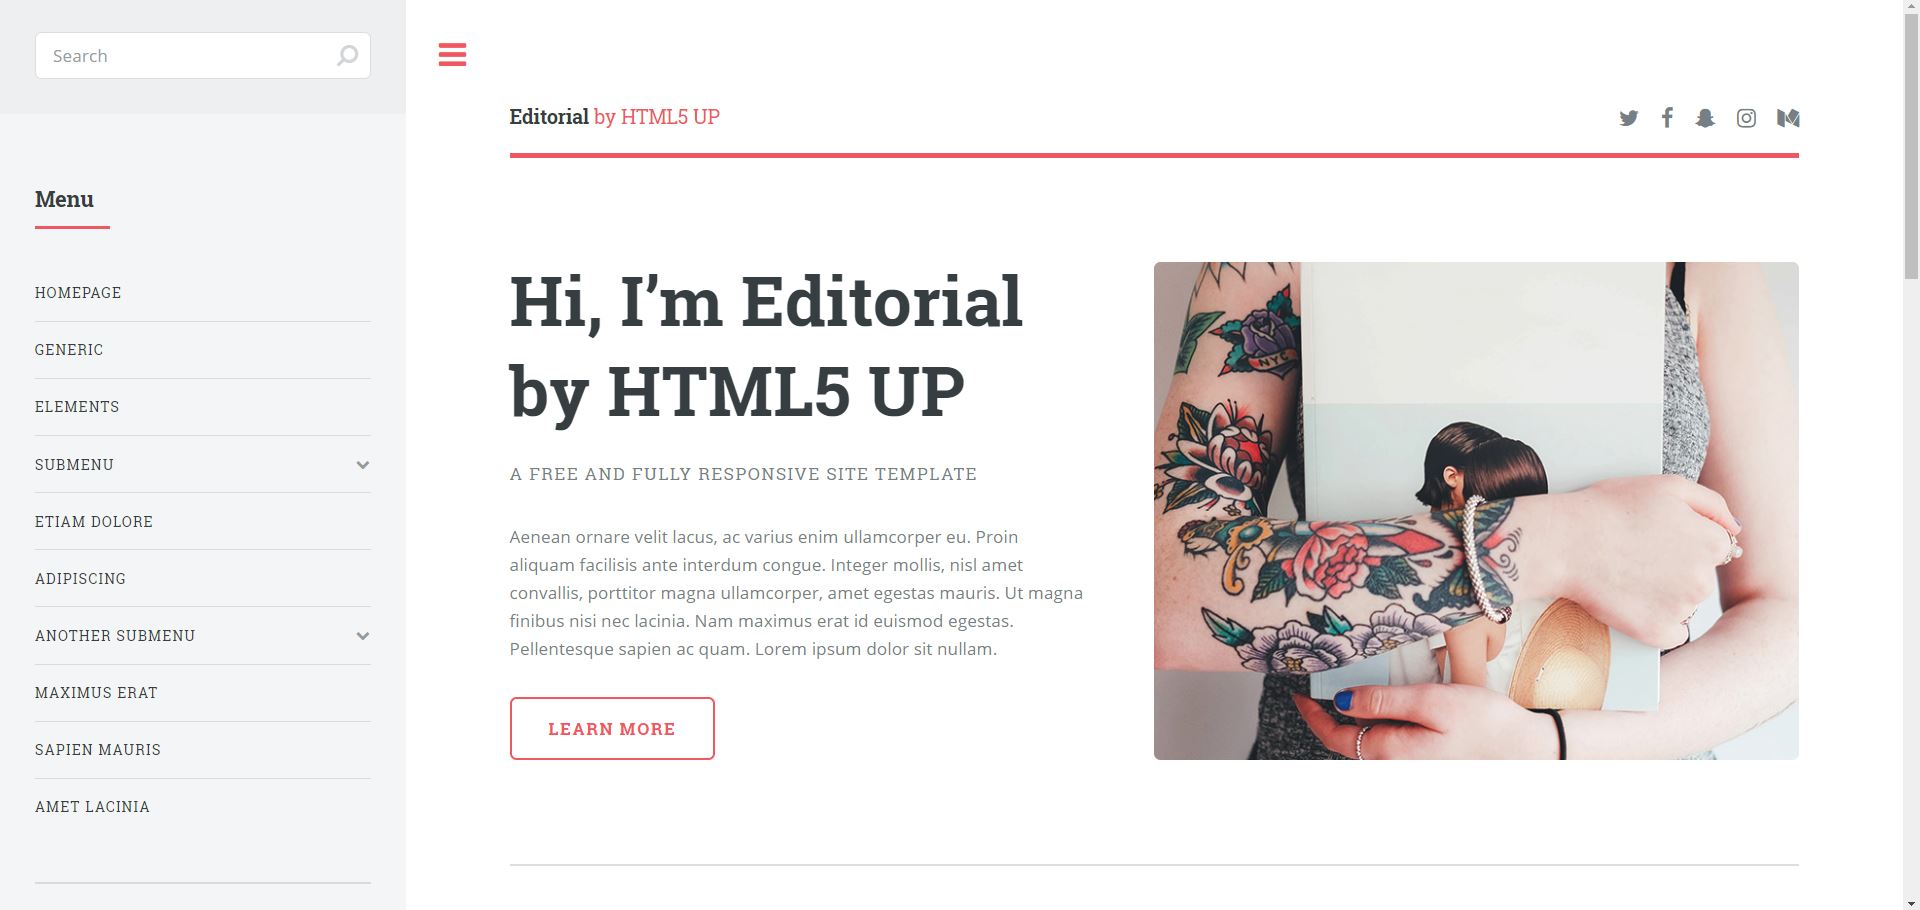 Search
Menu
HOMEPAGE
GENERIC
ELEMENTS
SUBMENU
ETIAM DOLORE
ADIPISCING
ANOTHER SUBMENU
MAXIMUS ERAT
SAPIEN MAURIS
AMET LACINIA
Editorial by HTML5 UP
Hi, I’m Editorial
by HTML5 UP
A FREE AND FULLY RESPONSIVE SITE TEMPLATE
Aenean ornare velit lacus, ac varius enim ullamcorper eu. Proin
aliquam facilisis ante interdum congue. Integer mollis, nisl amet
convallis, porttitor magna ullamcorper, amet egestas mauris. Ut magna
finibus nisi nec lacinia. Nam maximus erat id euismod egestas.
Pellentesque sapien ac quam. Lorem ipsum dolor sit nullam.
LEARN MORE
NYC